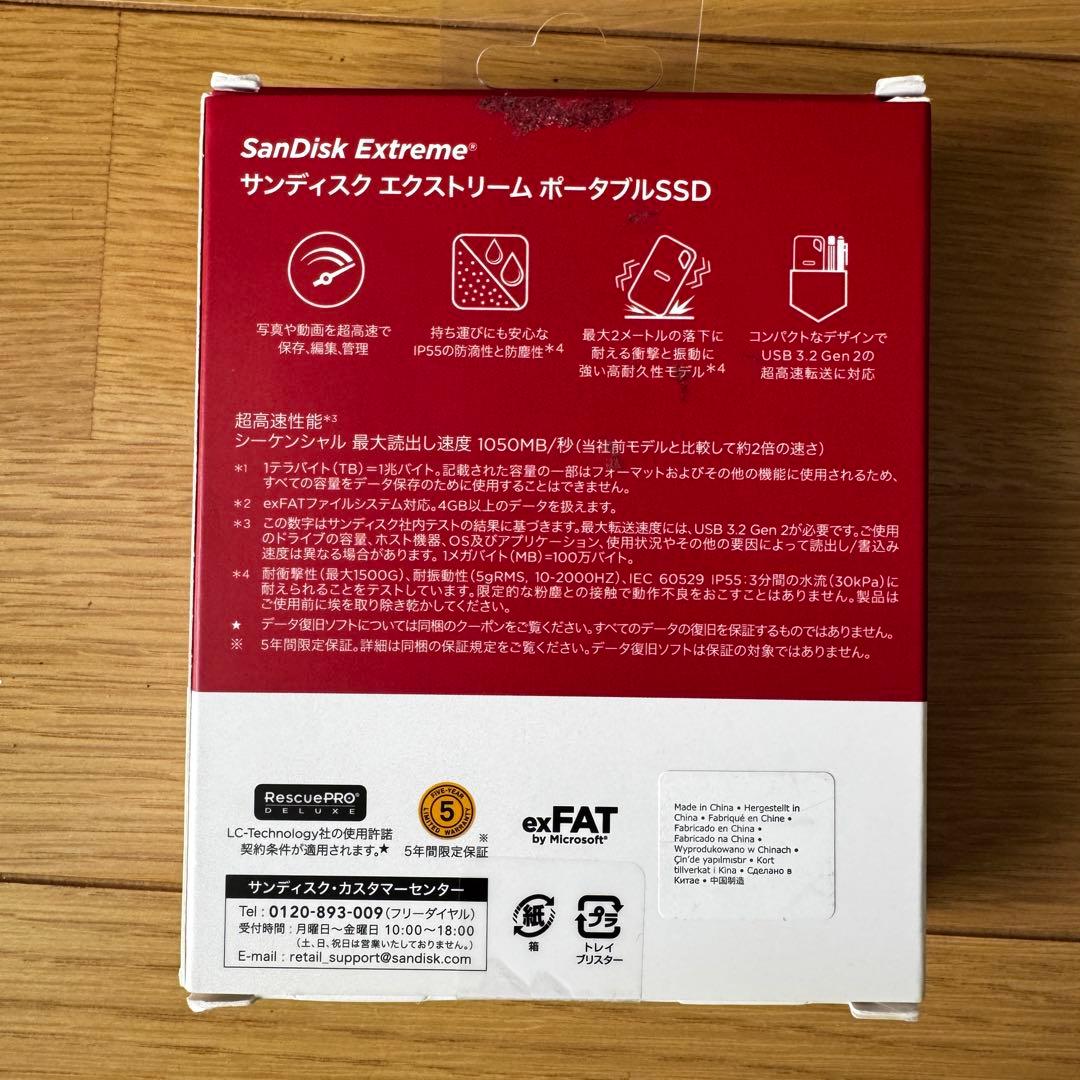 SanDisk Extreme®
サンディスク エクストリーム ポータブルSSD
写真や動画を超高速で
保存、編集、管理
持ち運びにも安心な
IP55の防滴性と防塵性*4
最大2メートルの落下に
耐える衝撃と振動に
強い高耐久性モデル*4
コンパクトなデザインで
USB 3.2 Gen 2の
超高速転送に対応
超高速性能*3
シーケンシャル 最大読出し速度 1050MB/秒(当社前モデルと比較して約2倍の速さ)
*1 1テラバイト(TB)=1兆バイト。記載された容量の一部はフォーマットおよびその他の機能に使用されるため、
すべての容量をデータ保存のために使用することはできません。
*2 exFATファイルシステム対応。4GB以上のデータを扱えます。
*3 この数字はサンディスク社内テストの結果に基づきます。最大転送速度には、USB 3.2 Gen 2が必要です。ご使用
のドライブの容量、ホスト機器、OS及びアプリケーション、使用状況やその他の要因によって読出し/書込み
速度は異なる場合があります。1メガバイト(MB)=100万バイト。
*4 耐衝撃性(最大1500G)、耐振動性(5gRMS, 10-2000HZ)、IEC 60529 IP55:3分間の水流(30kPa)に
耐えられることをテストしています。限定的な粉塵との接触で動作不良をおこすことはありません。製品は
ご使用前に埃を取り除き乾かしてください。
★ データ復旧ソフトについては同梱のクーポンをご覧ください。すべてのデータの復旧を保証するものではありません。
※ 5年間限定保証。詳細は同梱の保証規定をご覧ください。データ復旧ソフトは保証の対象ではありません。
RescuePRO®
DELUXE
LC-Technology社の使用許諾
契約条件が適用されます。★
FIVE-YEAR
5
LIMITED WARRANTY
※
5年間限定保証
exFAT
by Microsoft®
Made in China • Hergestellt in
China • Fabriqué en Chine •
Fabricado en China •
Fabricado na China •
Wyprodukowano w Chinach •
Çin'de yapılmıştır • Kort
tillverkat i Kina • Сделано в
Китае • 中国制造
サンディスク・カスタマーセンター
Tel : 0120-893-009(フリーダイヤル)
受付時間 : 月曜日〜金曜日 10:00〜18:00
(土、日、祝日は営業いたしておりません。)
E-mail : retail_support@sandisk.com
紙
箱
プラ
トレイ
ブリスター